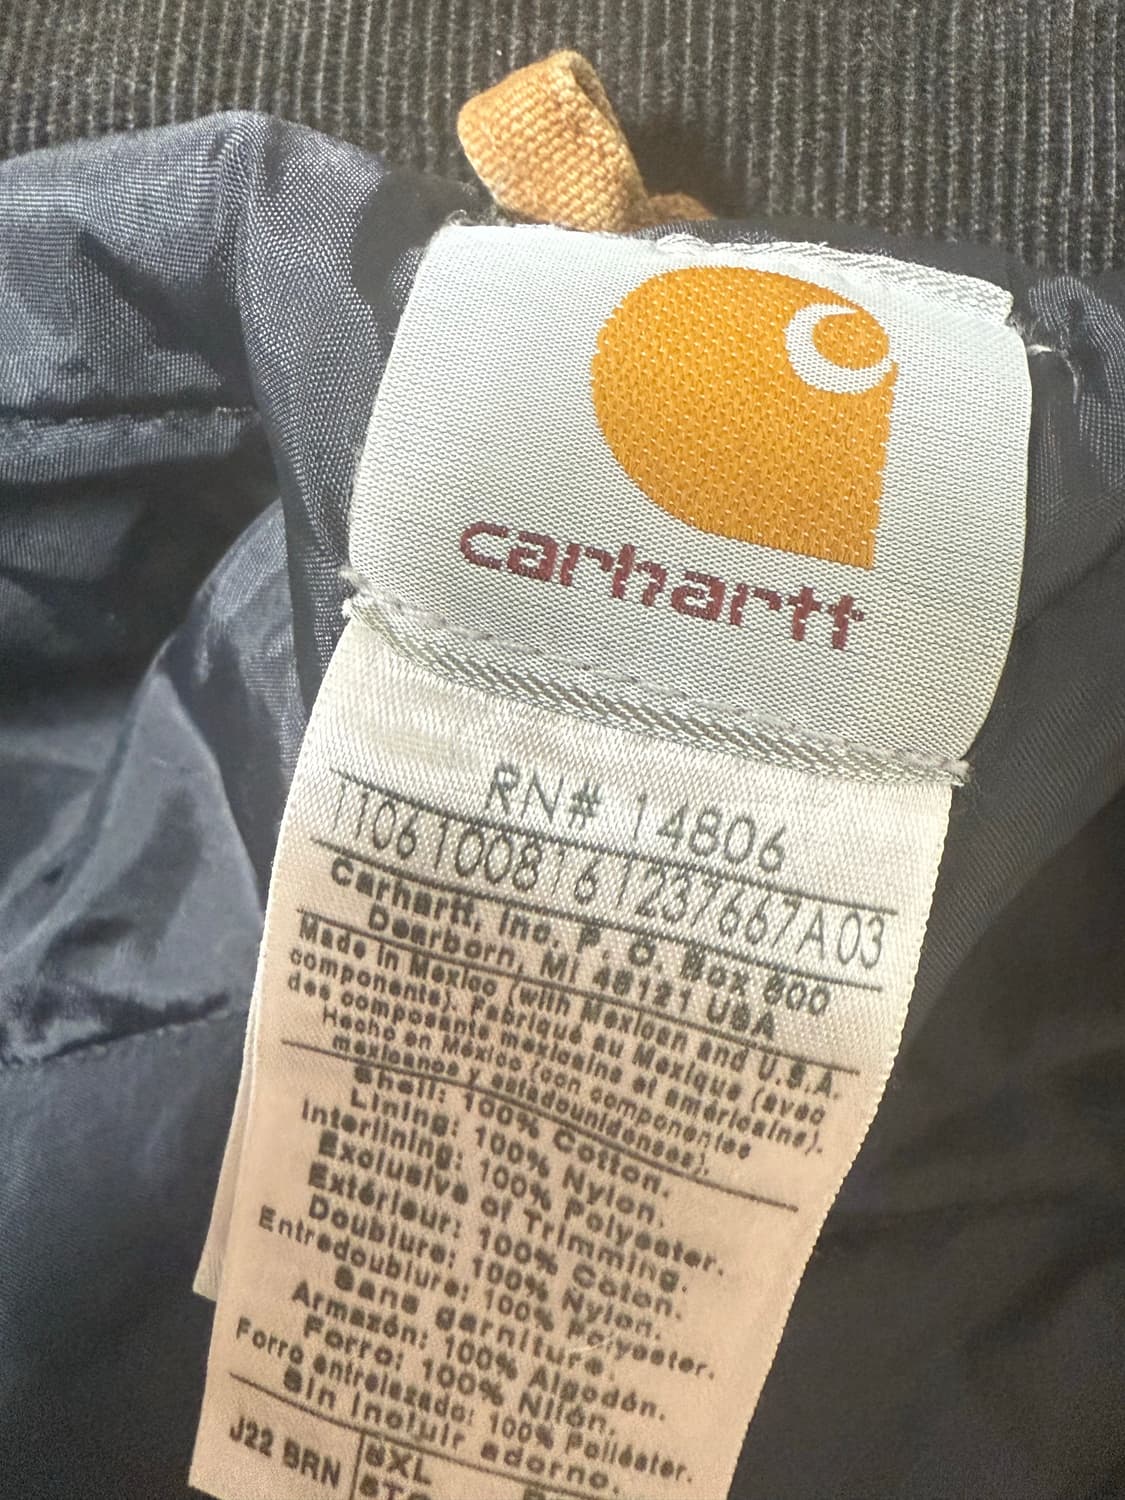 carhartt
RN# 14806
110610081612376​67A03
Carhartt, Inc. P. O. Box 600
Dearborn, MI 48121 USA
Made in Mexico (with Mexican and U.S.A.
components). Fabriqué au Mexique (avec
des composants mexicains et américains).
Hecho en México (con componentes
mexicanos y estadounidenses).
Shell: 100% Cotton.
Lining: 100% Nylon.
Interlining: 100% Polyester.
Exclusive of Trimming.
Extérieur: 100% Coton.
Doublure: 100% Nylon.
Entredoublure: 100% Polyester.
Sans garniture.
Armazón: 100% Algodón.
Forro: 100% Nilón.
Forro entrelazado: 100% Poliéster.
Sin incluir adorno.
J22 BRN